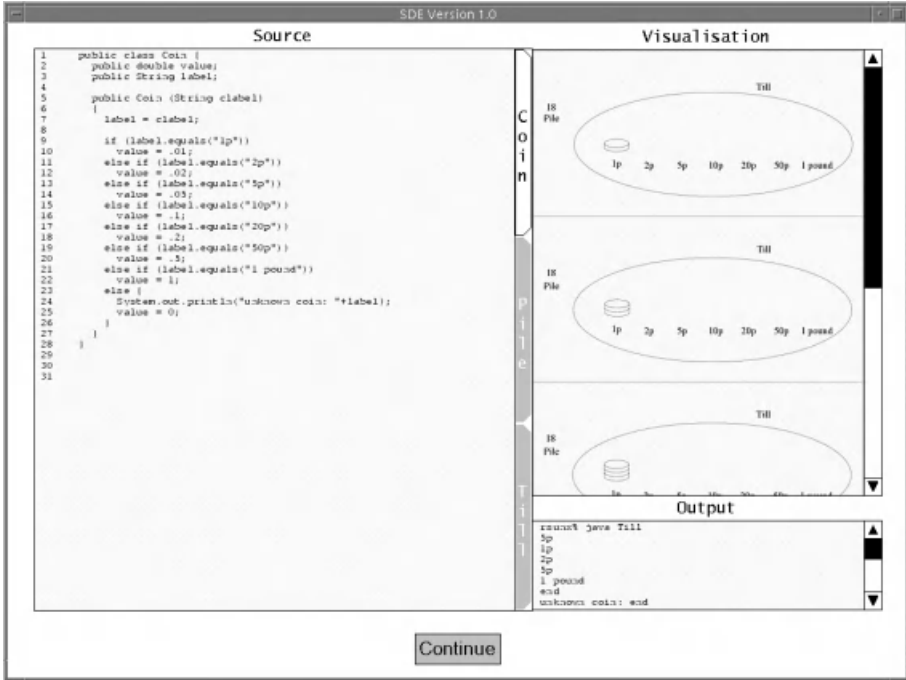 SDE Version 1.0
Source
1 public class Coin {
2 public double value;
3 public String label;
4
5 public Coin (String clabel)
6 {
7 label = clabel;
8
9 if (label.equals("1p"))
10 value = .01;
11 else if (label.equals("2p"))
12 value = .02;
13 else if (label.equals("5p"))
14 value = .05;
15 else if (label.equals("10p"))
16 value = .1;
17 else if (label.equals("20p"))
18 value = .2;
19 else if (label.equals("50p"))
20 value = .5;
21 else if (label.equals("1 pound"))
22 value = 1;
23 else {
24 System.out.println("unknown coin: "+label);
25 value = 0;
26 }
27 }
28 }
29
30
31
Coin
Pile
Till
Visualisation
Till
18
Pile
1p 2p 5p 10p 20p 50p 1 pound
Till
18
Pile
1p 2p 5p 10p 20p 50p 1 pound
Till
18
Pile
Output
java Till
5p
1p
2p
5p
1 pound
end
unknown coin: end
Continue